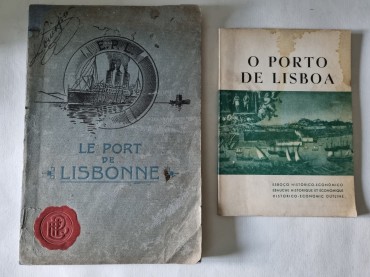 E.P.L.
LE PORT
DE
LISBONNE
O PORTO
DE LISBOA
ESBOÇO HISTÓRICO-ECONÓMICO
ESQUISSE HISTORIQUE ET ÉCONOMIQUE
HISTORICO-ECONOMIC OUTLINE